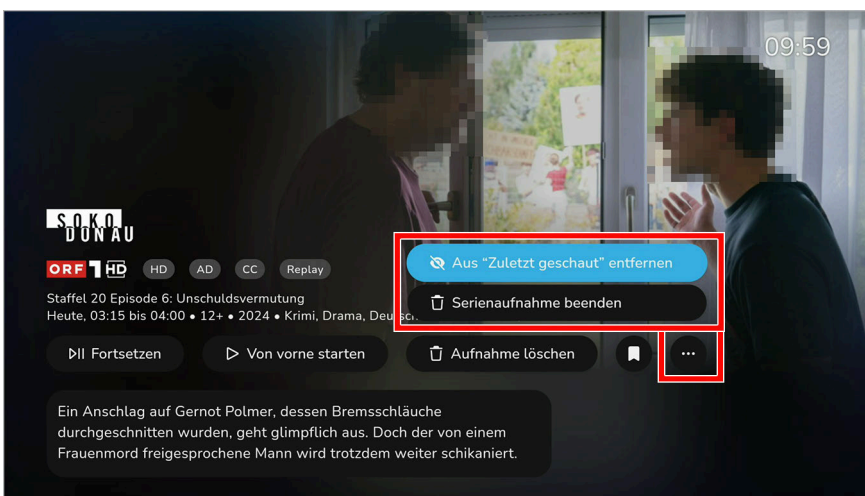 09:59
SOKO
DONAU
ORF 1 HD HD AD CC Replay
Aus “Zuletzt geschaut” entfernen
Serienaufnahme beenden
Staffel 20 Episode 6: Unschuldsvermutung
Heute, 03:15 bis 04:00 • 12+ • 2024 • Krimi, Drama,
Fortsetzen
Von vorne starten
Aufnahme löschen
Ein Anschlag auf Gernot Polmer, dessen Bremsschläuche
durchgeschnitten wurden, geht glimpflich aus. Doch der von einem
Frauenmord freigesprochene Mann wird trotzdem weiter schikaniert.